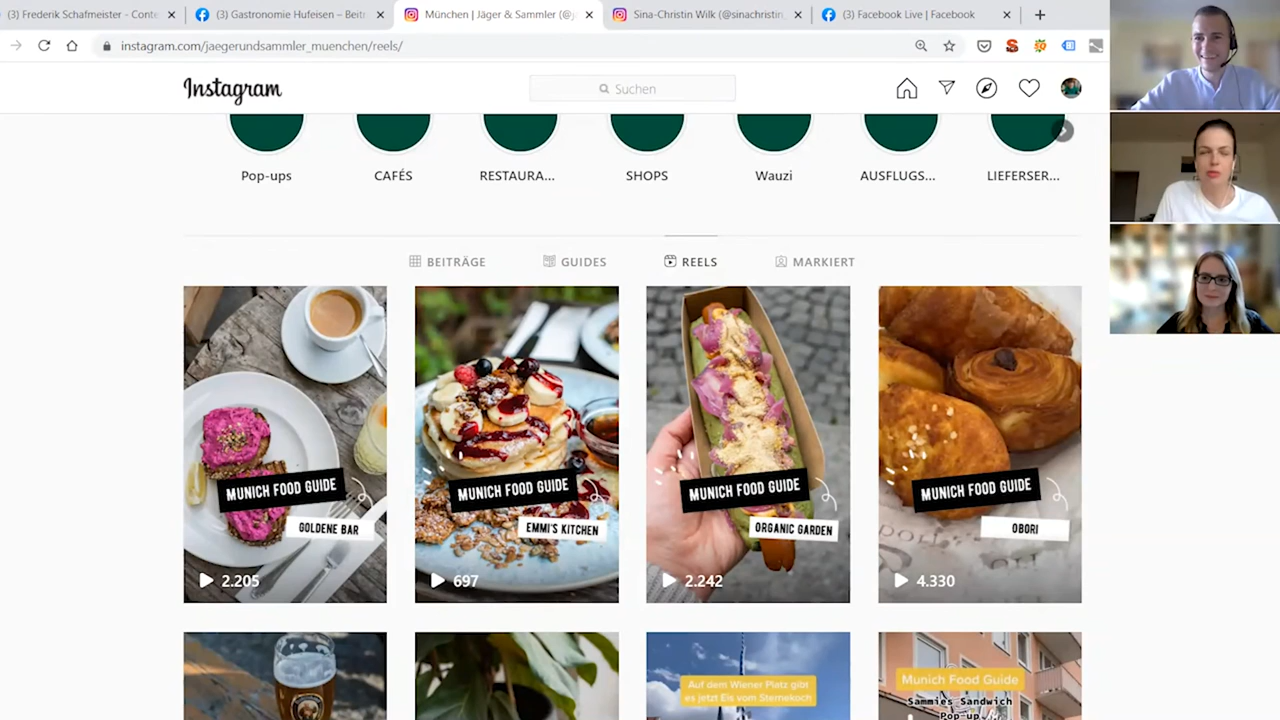 (3) Frederik Schafmeister - Conte
(3) Gastronomie Hufeisen – Beitr
München | Jäger & Sammler (@j
Sina-Christin Wilk (@sinachristin_
(3) Facebook Live | Facebook
instagram.com/jaegerundsammler_muenchen/reels/
Instagram
Suchen
Pop-ups
CAFÉS
RESTAURA...
SHOPS
Wauzi
AUSFLUGS...
LIEFERSER...
BEITRÄGE
GUIDES
REELS
MARKIERT
MUNICH FOOD GUIDE
GOLDENE BAR
2.205
MUNICH FOOD GUIDE
EMMI'S KITCHEN
697
MUNICH FOOD GUIDE
ORGANIC GARDEN
2.242
MUNICH FOOD GUIDE
OBORI
4.330
Auf dem Wiener Platz gibt
es jetzt Eis vom Sternekoch
Munich Food Guide
Sammies Sandwich
Pop-up